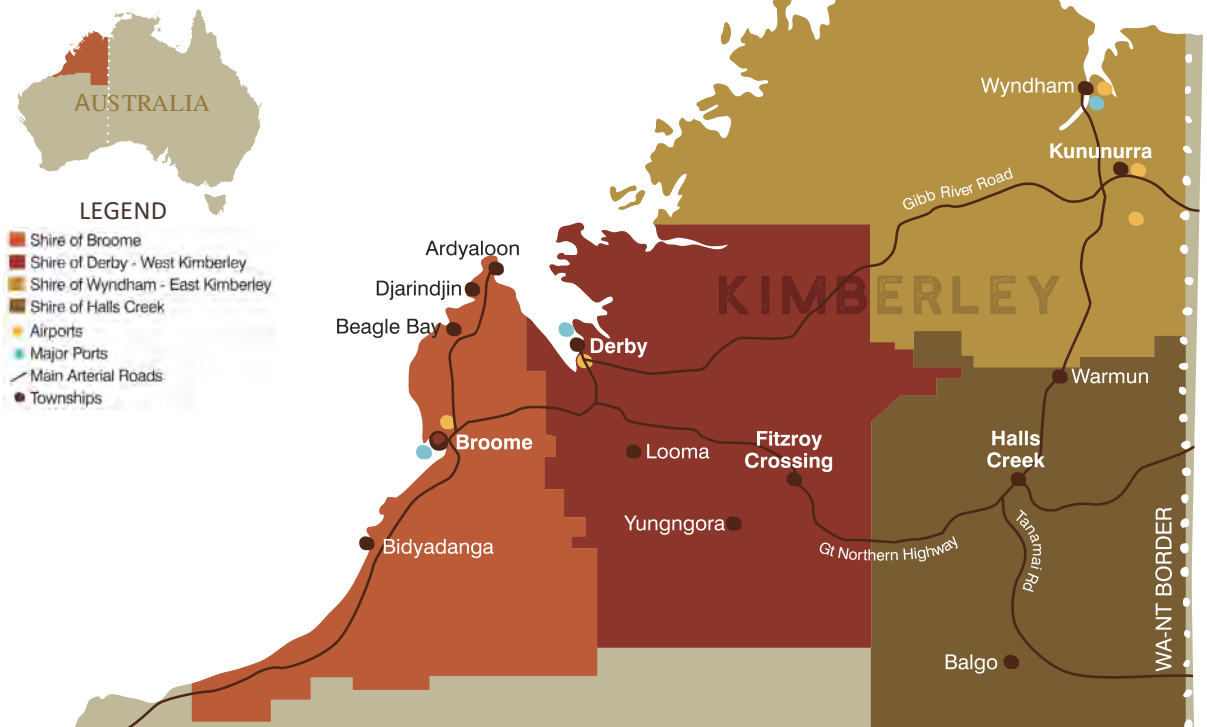 AUSTRALIA
LEGEND
Shire of Broome
Shire of Derby - West Kimberley
Shire of Wyndham - East Kimberley
Shire of Halls Creek
Airports
Major Ports
Main Arterial Roads
Townships
Wyndham
Kununurra
Gibb River Road
Ardyaloon
Djarindjin
KIMBERLEY
Beagle Bay
Derby
Warmun
Broome
Looma
Fitzroy
Crossing
Halls
Creek
Yungngora
Gt Northern Highway
Tanamai Rd
Bidyadanga
WA-NT BORDER
Balgo